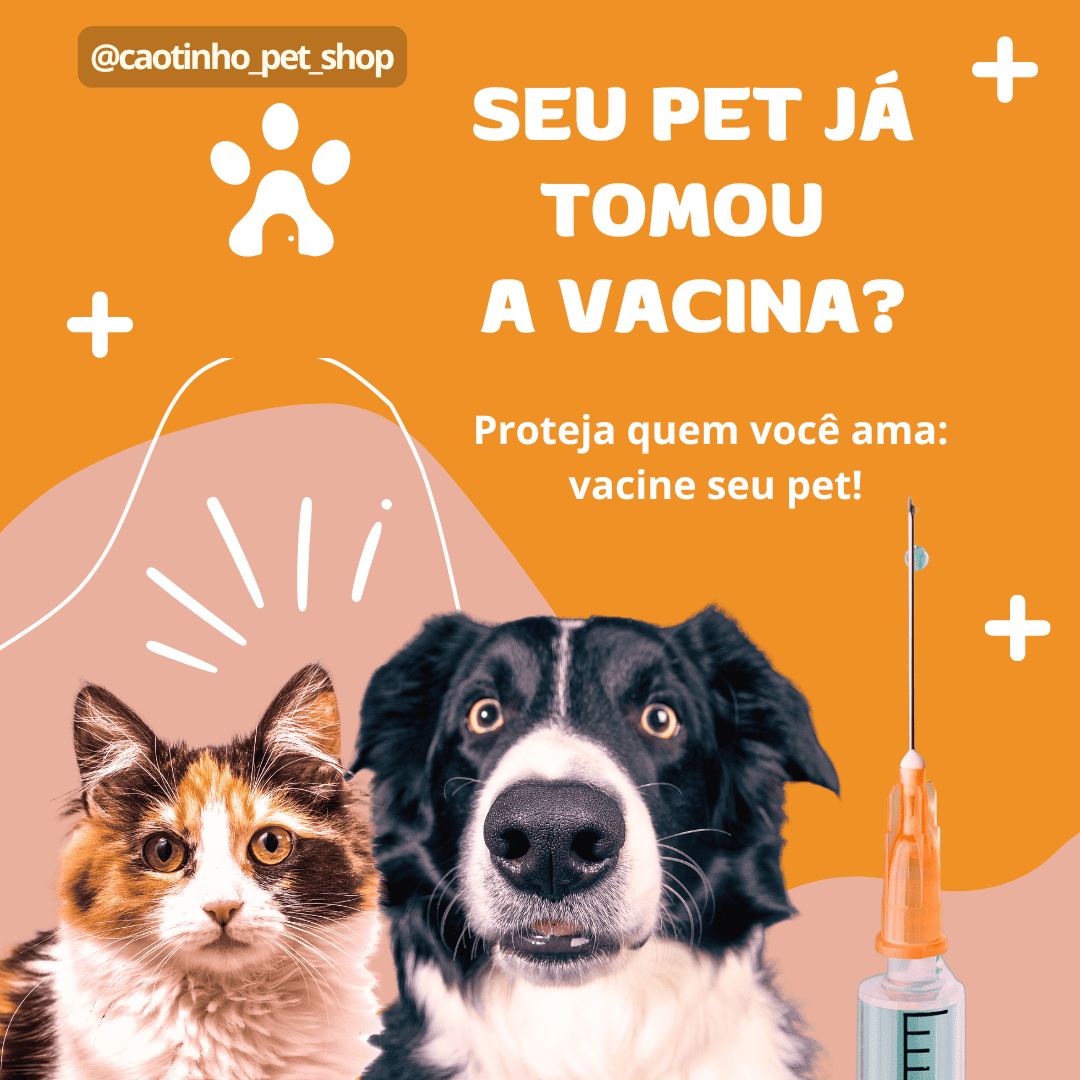 @caotinho_pet_shop
SEU PET JÁ
TOMOU
A VACINA?
Proteja quem você ama:
vacine seu pet!